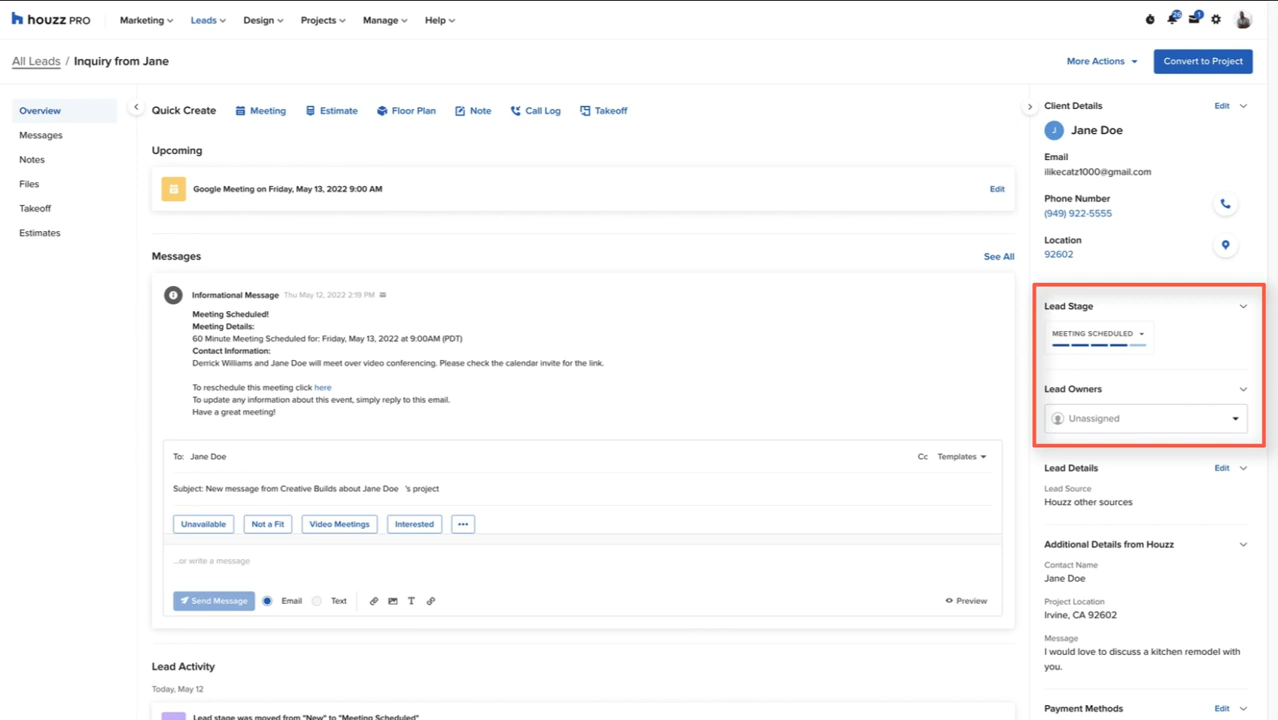 houzz PRO
Marketing
Leads
Design
Projects
Manage
Help
1
All Leads / Inquiry from Jane
More Actions
Convert to Project
Overview
Messages
Notes
Files
Takeoff
Estimates
Quick Create
Meeting
Estimate
Floor Plan
Note
Call Log
Takeoff
Upcoming
Google Meeting on Friday, May 13, 2022 9:00 AM
Edit
Messages
See All
Informational Message Thu May 12, 2022 2:19 PM
Meeting Scheduled!
Meeting Details:
60 Minute Meeting Scheduled for: Friday, May 13, 2022 at 9:00AM (PDT)
Contact Information:
Derrick Williams and Jane Doe will meet over video conferencing. Please check the calendar invite for the link.
To reschedule this meeting click here
To update any information about this event, simply reply to this email.
Have a great meeting!
To: Jane Doe
Cc
Templates
Subject: New message from Creative Builds about Jane Doe 's project
Unavailable
Not a Fit
Video Meetings
Interested
•••
...or write a message
Send Message
Email
Text
T
Preview
Lead Activity
Today, May 12
Lead stage was moved from "New" to "Meeting Scheduled"
Client Details
Edit
J
Jane Doe
Email
ilikecatz1000@gmail.com
Phone Number
(949) 922-5555
Location
92602
Lead Stage
MEETING SCHEDULED
Lead Owners
Unassigned
Lead Details
Edit
Lead Source
Houzz other sources
Additional Details from Houzz
Contact Name
Jane Doe
Project Location
Irvine, CA 92602
Message
I would love to discuss a kitchen remodel with
you.
Payment Methods
Edit